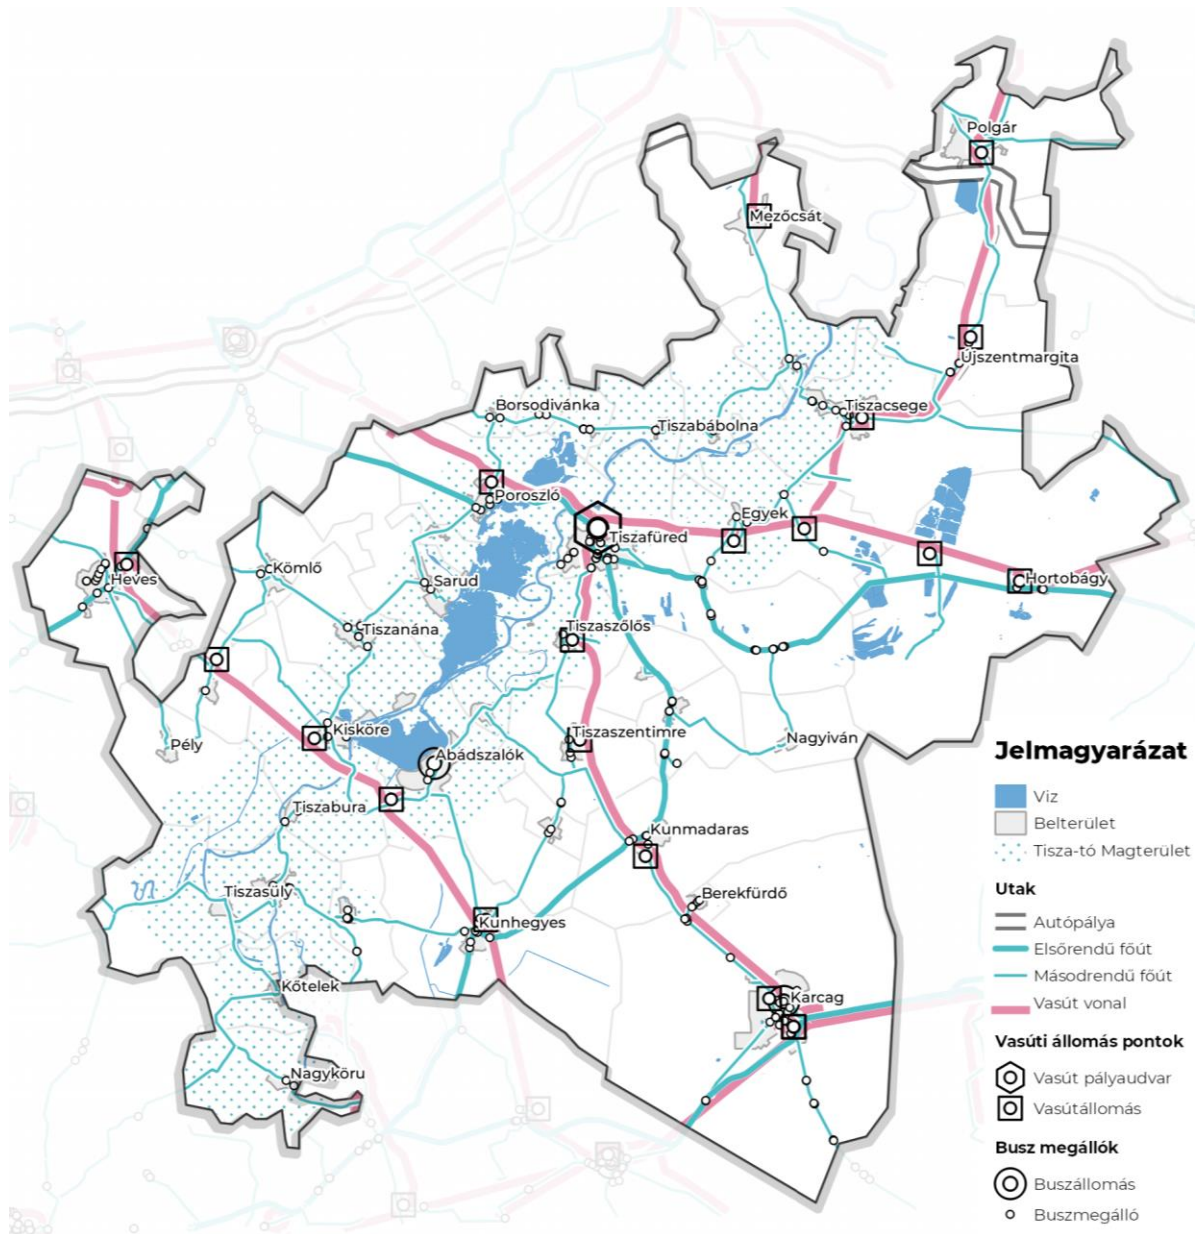 Polgár
Mezőcsát
Újszentmargita
Borsodivánka
Tiszacsege
Tiszabábolna
Poroszló
Egyek
Tiszafüred
Kömlő
Heves
Sarud
Hortobágy
Tiszanána
Tiszaszőlős
Kisköre
Tiszaszentimre
Nagyiván
Pély
Abádszalók
Tiszabura
Kunmadaras
Tiszasüly
Berekfürdő
Kunhegyes
Kőtelek
Karcag
Nagyköru
Jelmagyarázat
Viz
Belterület
Tisza-tó Magterület
Utak
Autópálya
Elsőrendű főút
Másodrendű főút
Vasút vonal
Vasúti állomás pontok
Vasút pályaudvar
Vasútállomás
Busz megállók
Buszállomás
Buszmegálló